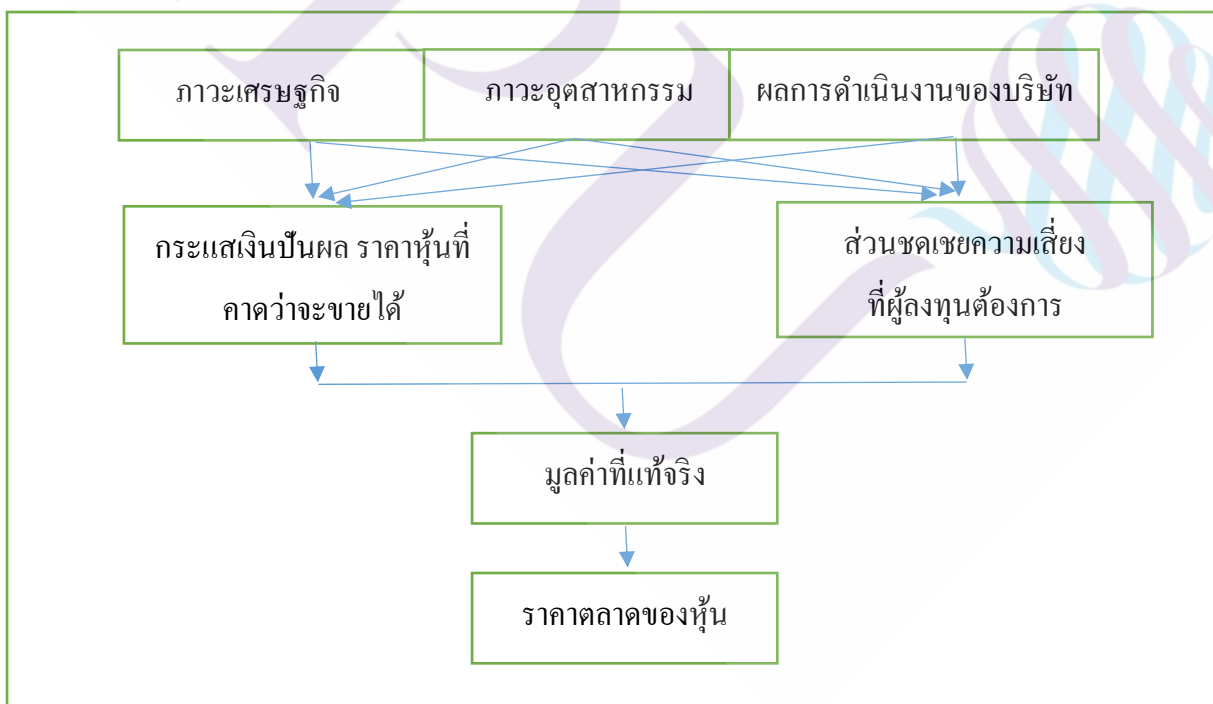 ภาวะเศรษฐกิจ
ภาวะอุตสาหกรรม
ผลการดำเนินงานของบริษัท
กระแสเงินปันผล ราคาหุ้นที่
คาดว่าจะขายได้
ส่วนชดเชยความเสี่ยง
ที่ผู้ลงทุนต้องการ
มูลค่าที่แท้จริง
ราคาตลาดของหุ้น